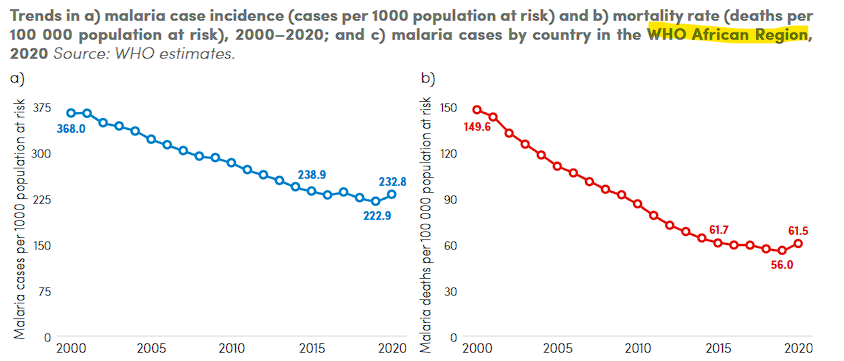 Trends in a) malaria case incidence (cases per 1000 population at risk) and b) mortality rate (deaths per
100 000 population at risk), 2000–2020; and c) malaria cases by country in the WHO African Region,
2020 Source: WHO estimates.
a)
Malaria cases per 1000 population at risk
375
300
225
150
75
0
368.0
238.9
232.8
222.9
2000 2005 2010 2015 2020
b)
Malaria deaths per 100 000 population at risk
150
120
90
60
30
0
149.6
61.7
61.5
56.0
2000 2005 2010 2015 2020